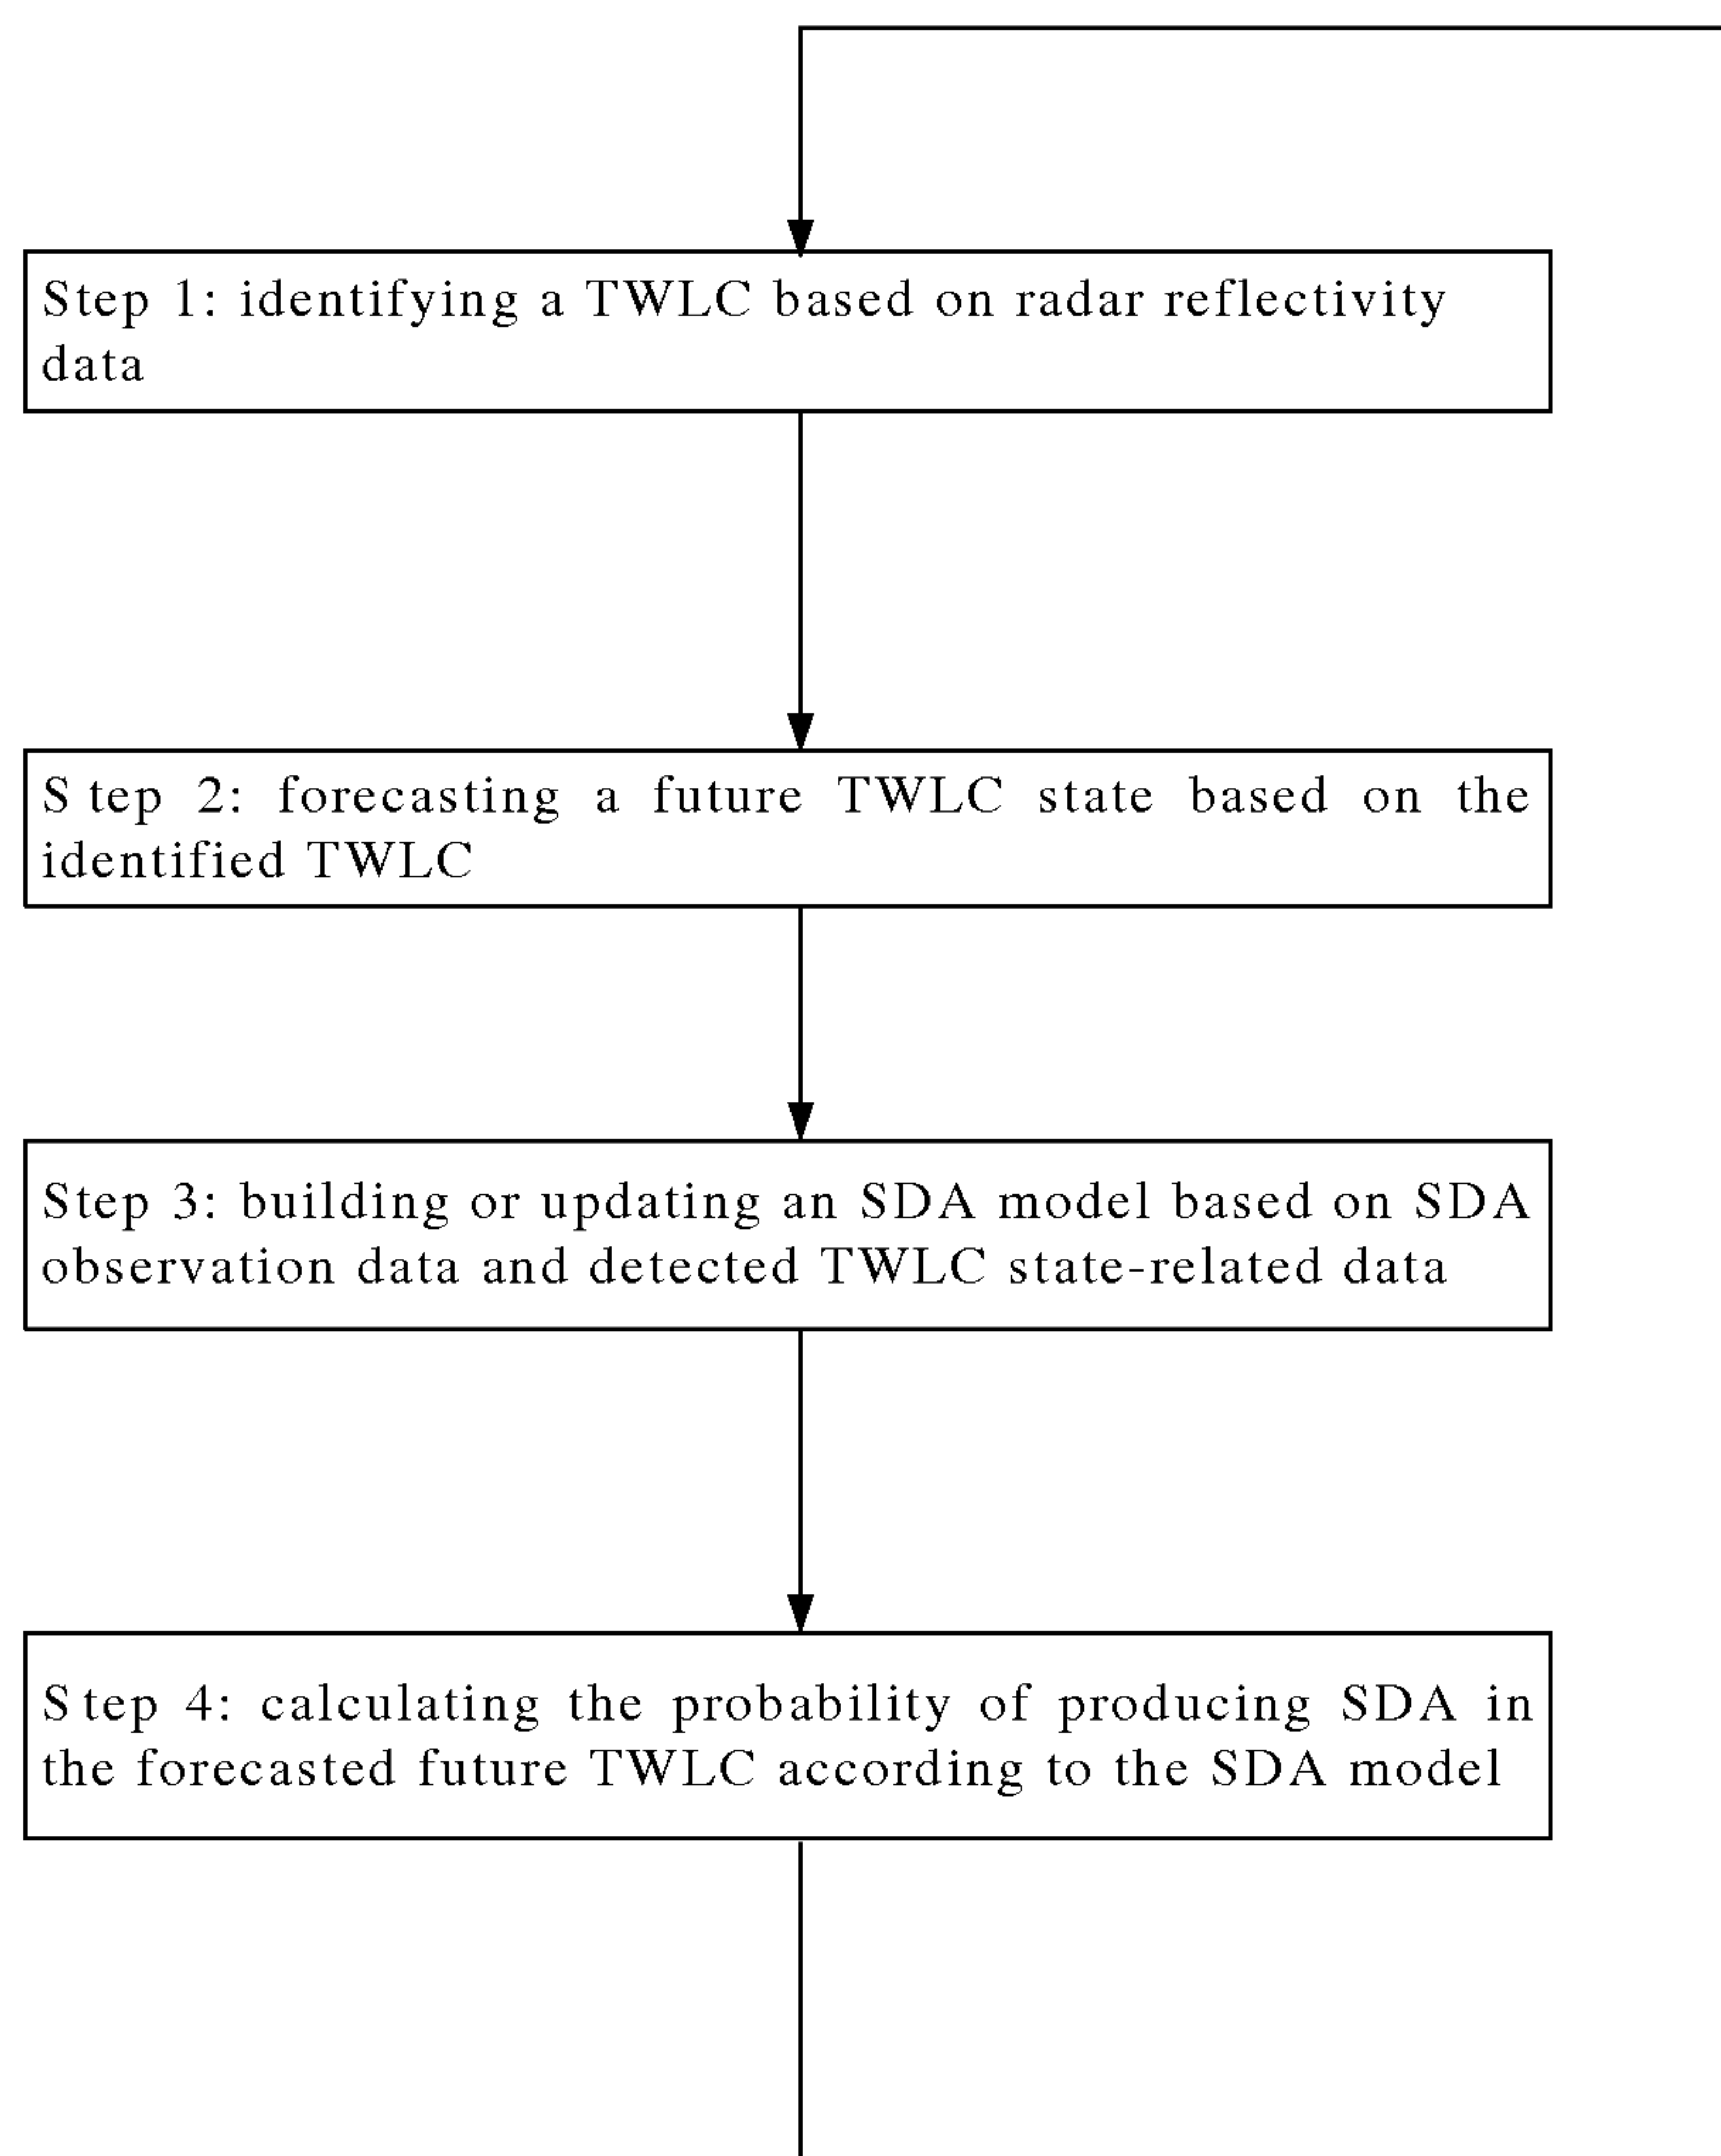 Step 1: identifying a TWLC based on radar reflectivity
data
Step 2: forecasting a future TWLC state based on the
identified TWLC
Step 3: building or updating an SDA model based on SDA
observation data and detected TWLC state-related data
Step 4: calculating the probability of producing SDA in
the forecasted future TWLC according to the SDA model